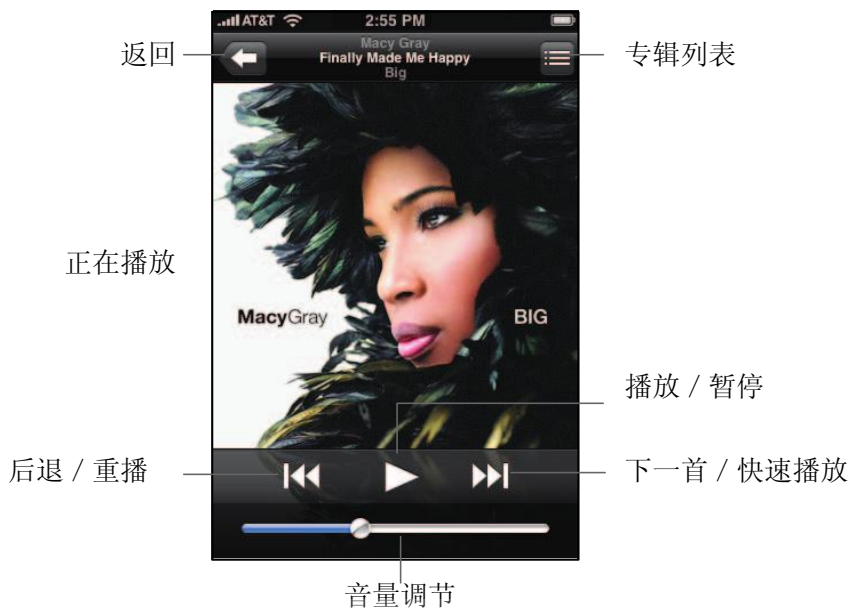 AT&T 2:55 PM
Macy Gray
返回
Finally Made Me Happy
专辑列表
Big
正在播放
MacyGray BIG
播放 / 暂停
后退 / 重播
下一首 / 快速播放
音量调节